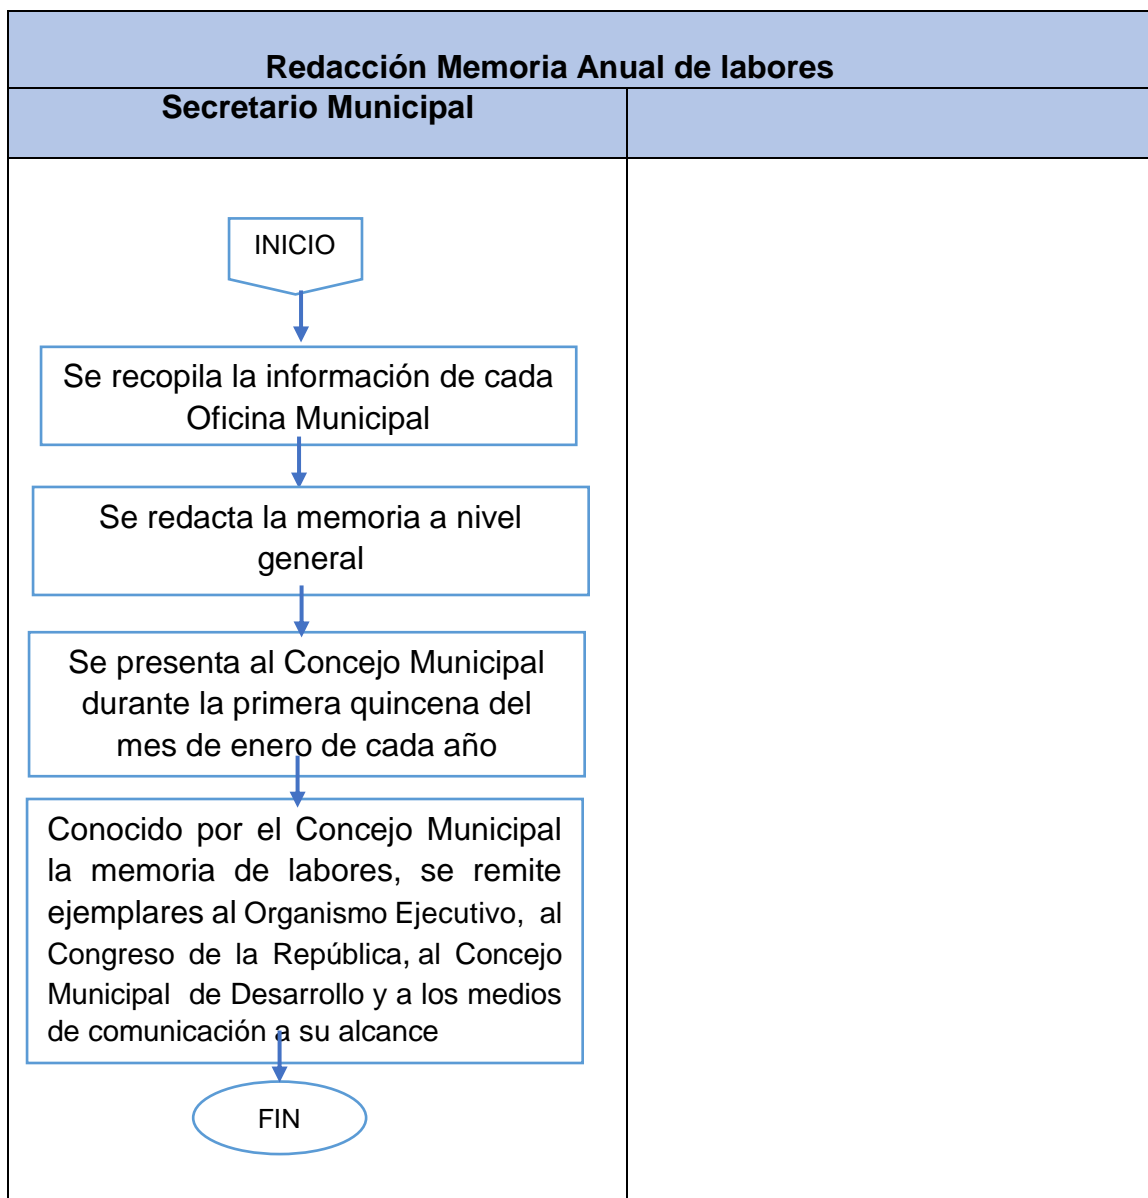 Redacción Memoria Anual de labores
Secretario Municipal
INICIO
Se recopila la información de cada
Oficina Municipal
Se redacta la memoria a nivel
general
Se presenta al Concejo Municipal
durante la primera quincena del
mes de enero de cada año
Conocido por el Concejo Municipal
la memoria de labores, se remite
ejemplares al Organismo Ejecutivo, al
Congreso de la República, al Concejo
Municipal de Desarrollo y a los medios
de comunicación a su alcance
FIN